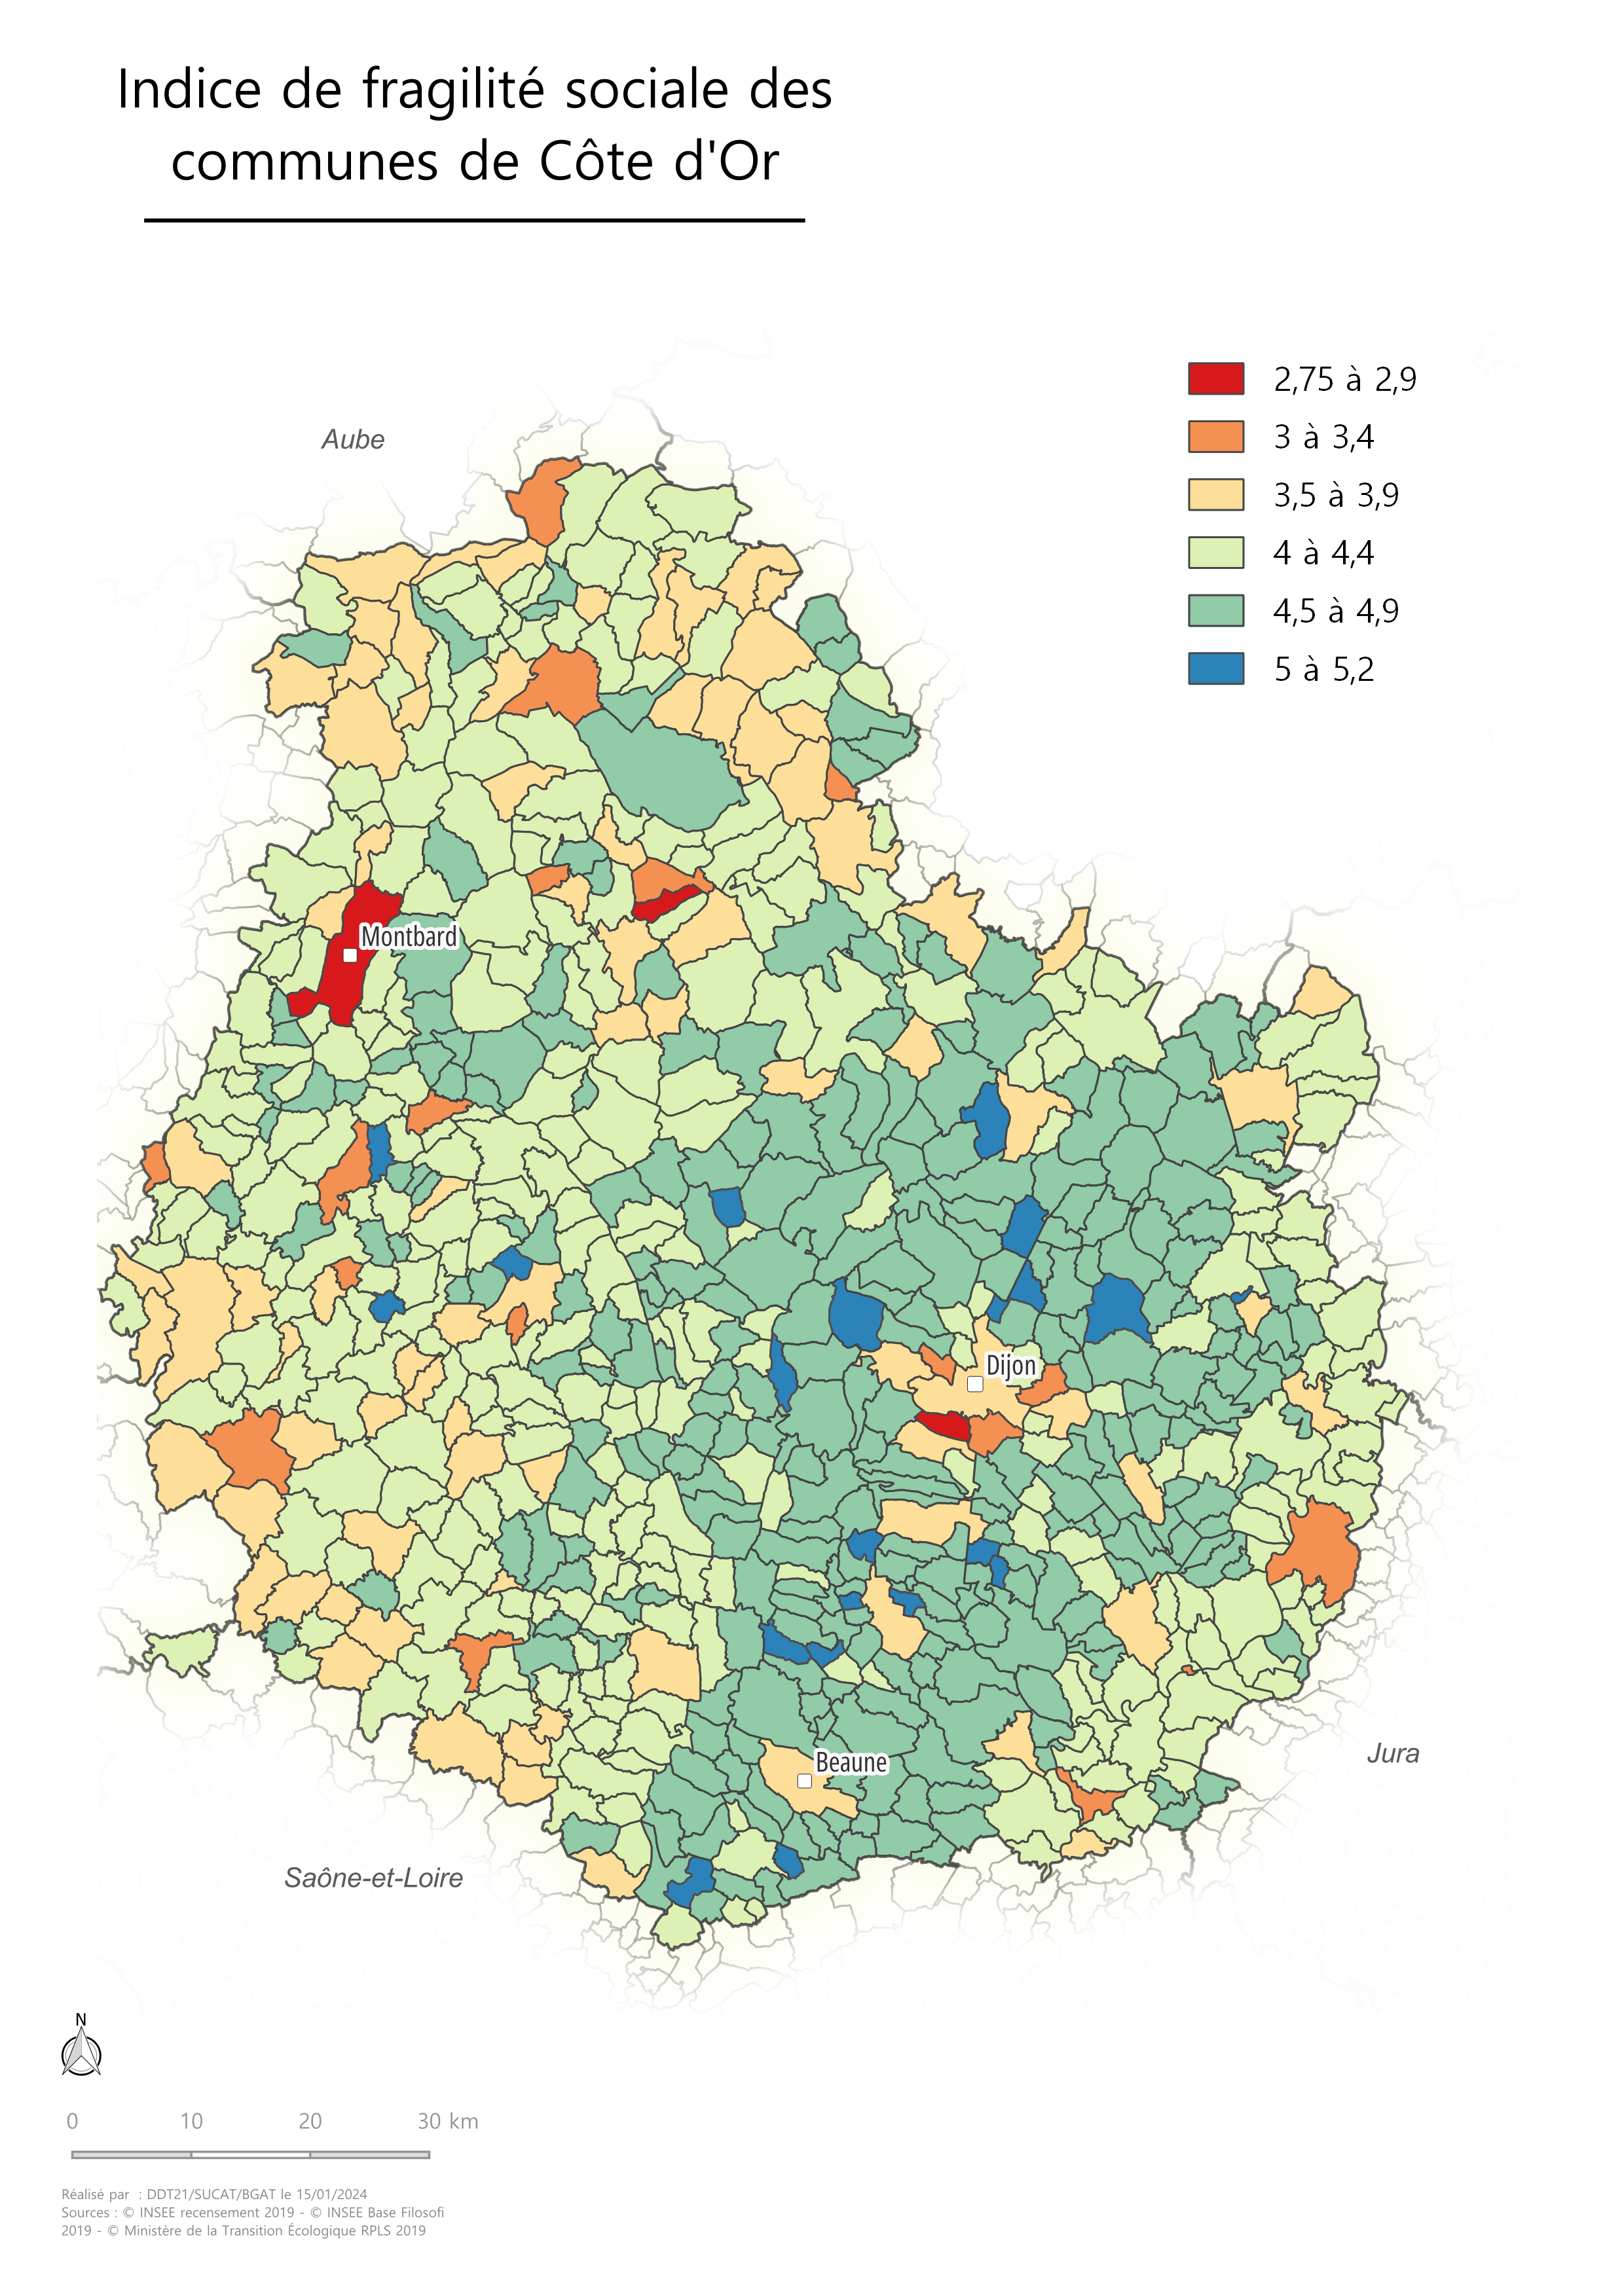 Indice de fragilité sociale des
communes de Côte d'Or
2,75 à 2,9
3 à 3,4
3,5 à 3,9
4 à 4,4
4,5 à 4,9
5 à 5,2
Aube
Montbard
Dijon
Beaune
Jura
Saône-et-Loire
N
0 10 20 30 km
Réalisé par : DDT21/SUCAT/BGAT le 15/01/2024
Sources : © INSEE recensement 2019 - © INSEE Base Filosofi
2019 - © Ministère de la Transition Écologique RPLS 2019